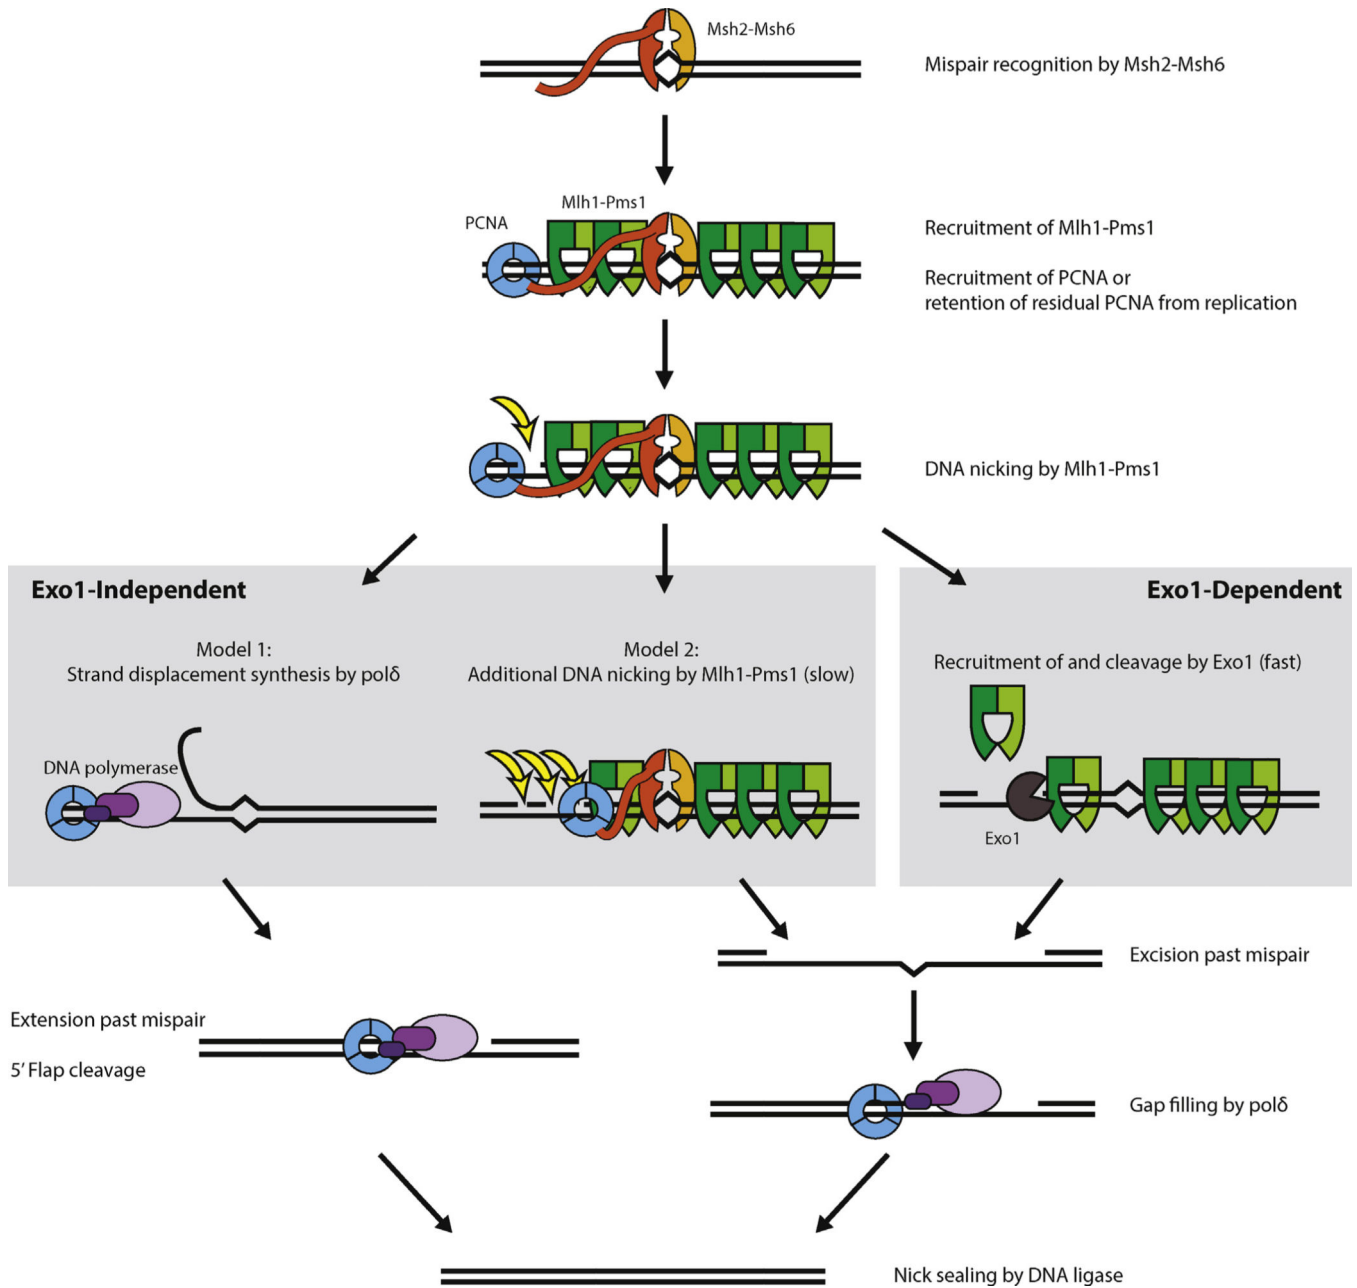 Msh2-Msh6
Mispair recognition by Msh2-Msh6
Mlh1-Pms1
PCNA
Recruitment of Mlh1-Pms1
Recruitment of PCNA or
retention of residual PCNA from replication
DNA nicking by Mlh1-Pms1
Exo1-Independent
Exo1-Dependent
Model 1:
Strand displacement synthesis by polδ
Model 2:
Additional DNA nicking by Mlh1-Pms1 (slow)
Recruitment of and cleavage by Exo1 (fast)
DNA polymerase
Exo1
Excision past mispair
Extension past mispair
5' Flap cleavage
Gap filling by polδ
Nick sealing by DNA ligase